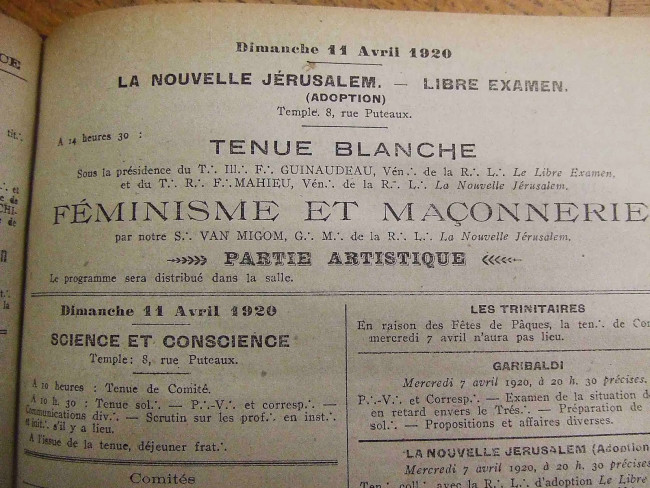 Dimanche 11 Avril 1920
LA NOUVELLE JÉRUSALEM. — LIBRE EXAMEN.
(ADOPTION)
Temple. 8, rue Puteaux.
A 14 heures 30 :
TENUE BLANCHE
Sous la présidence du T∴ Ill∴ F∴ GUINAUDEAU, Vén∴ de la R∴ L∴ Le Libre Examen.
et du T∴ R∴ F∴ MAHIEU, Vén∴ de la R∴ L∴ La Nouvelle Jérusalem.
FÉMINISME ET MAÇONNERIE
par notre S∴ VAN MIGOM, G∴ M∴ de la R∴ L∴ La Nouvelle Jérusalem.
PARTIE ARTISTIQUE
Le programme sera distribué dans la salle.
Dimanche 11 Avril 1920
SCIENCE ET CONSCIENCE
Temple: 8, rue Puteaux.
A 10 heures : Tenue de Comité.
A 10 h. 30 : Tenue sol∴ — P∴-V∴ et corresp∴ —
Communications div∴ — Scrutin sur les prof∴ en inst∴
et init∴ s'il y a lieu.
A l'issue de la tenue, déjeuner frat∴
Comités
LES TRINITAIRES
En raison des Fêtes de Pâques, la ten∴ de
mercredi 7 avril n'aura pas lieu.
GARIBALDI
Mercredi 7 avril 1920, à 20 h. 30 précises.
P∴-V∴ et Corresp∴ — Examen de la situation
en retard envers le Trés∴ — Préparation de
sol∴ — Propositions et affaires diverses.
LA NOUVELLE JERUSALEM (Adoption
Mercredi 7 avril 1920, à 20 h. 30 précises
Ten∴ coll∴ avec la R∴ L∴ d'adoption Le Libre